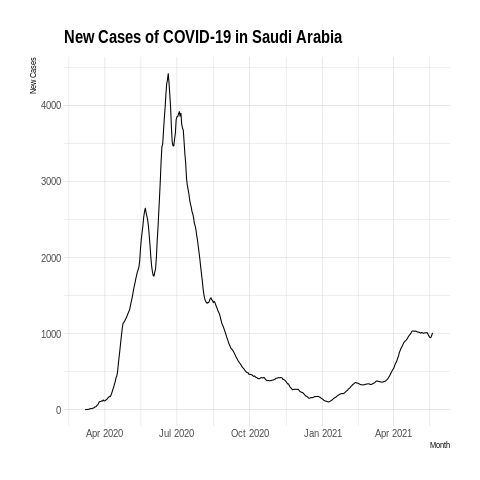 New Cases of COVID-19 in Saudi Arabia
New Cases
4000
3000
2000
1000
0
Apr 2020 Jul 2020 Oct 2020 Jan 2021 Apr 2021
Month